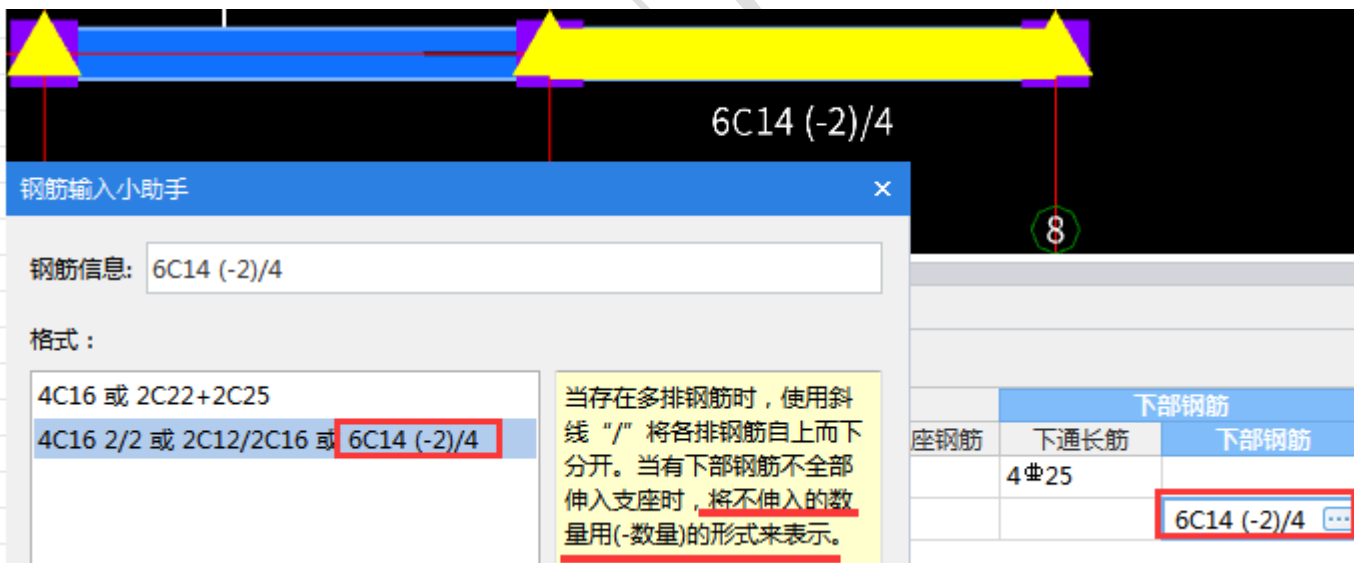 6C14 (-2)/4
8
钢筋输入小助手 ×
钢筋信息: 6C14 (-2)/4
格式：
4C16 或 2C22+2C25
4C16 2/2 或 2C12/2C16 或 6C14 (-2)/4
当存在多排钢筋时，使用斜
线“/”将各排钢筋自上而下
分开。当有下部钢筋不全部
伸入支座时，将不伸入的数
量用(-数量)的形式来表示。
下部钢筋
座钢筋 下通长筋 下部钢筋
4⌀25
6C14 (-2)/4 ...